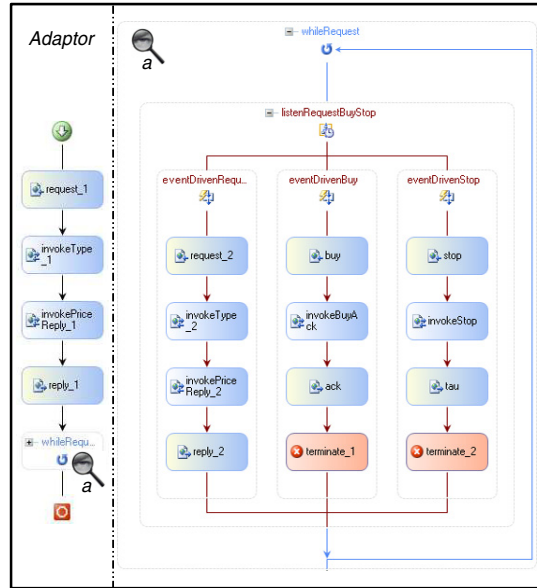 Adaptor
request_1
invokeType
_1
invokePrice
Reply_1
reply_1
whileRequ...
a
a
whileRequest
listenRequestBuyStop
eventDrivenRequ...
request_2
invokeType
_2
invokePrice
Reply_2
reply_2
eventDrivenBuy
buy
invokeBuyA
ck
ack
terminate_1
eventDrivenStop
stop
invokeStop
tau
terminate_2